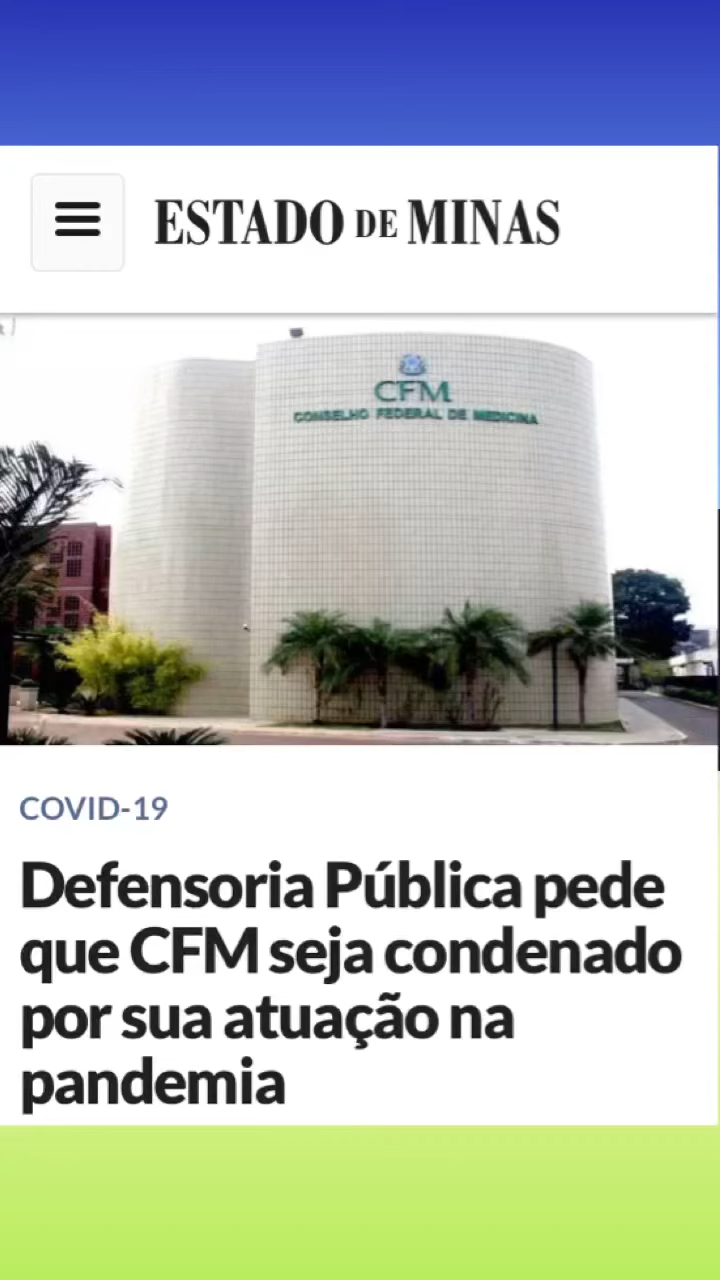 ESTADO DE MINAS
CFM
CONSELHO FEDERAL DE MEDICINA
COVID-19
Defensoria Pública pede
que CFM seja condenado
por sua atuação na
pandemia